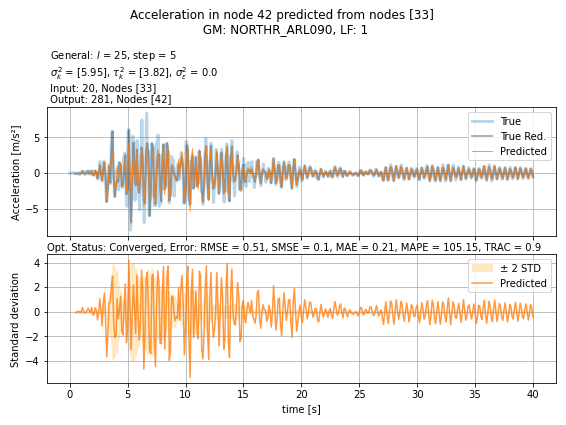 Acceleration in node 42 predicted from nodes [33]
GM: NORTHR_ARL090, LF: 1
General: l = 25, step = 5
σ²ₖ = [5.95], τ²ₖ = [3.82], σ²ε = 0.0
Input: 20, Nodes [33]
Output: 281, Nodes [42]
Acceleration [m/s²]
5
0
−5
True
True Red.
Predicted
Opt. Status: Converged, Error: RMSE = 0.51, SMSE = 0.1, MAE = 0.21, MAPE = 105.15, TRAC = 0.9
Standard deviation
4
2
0
−2
−4
± 2 STD
Predicted
0 5 10 15 20 25 30 35 40
time [s]